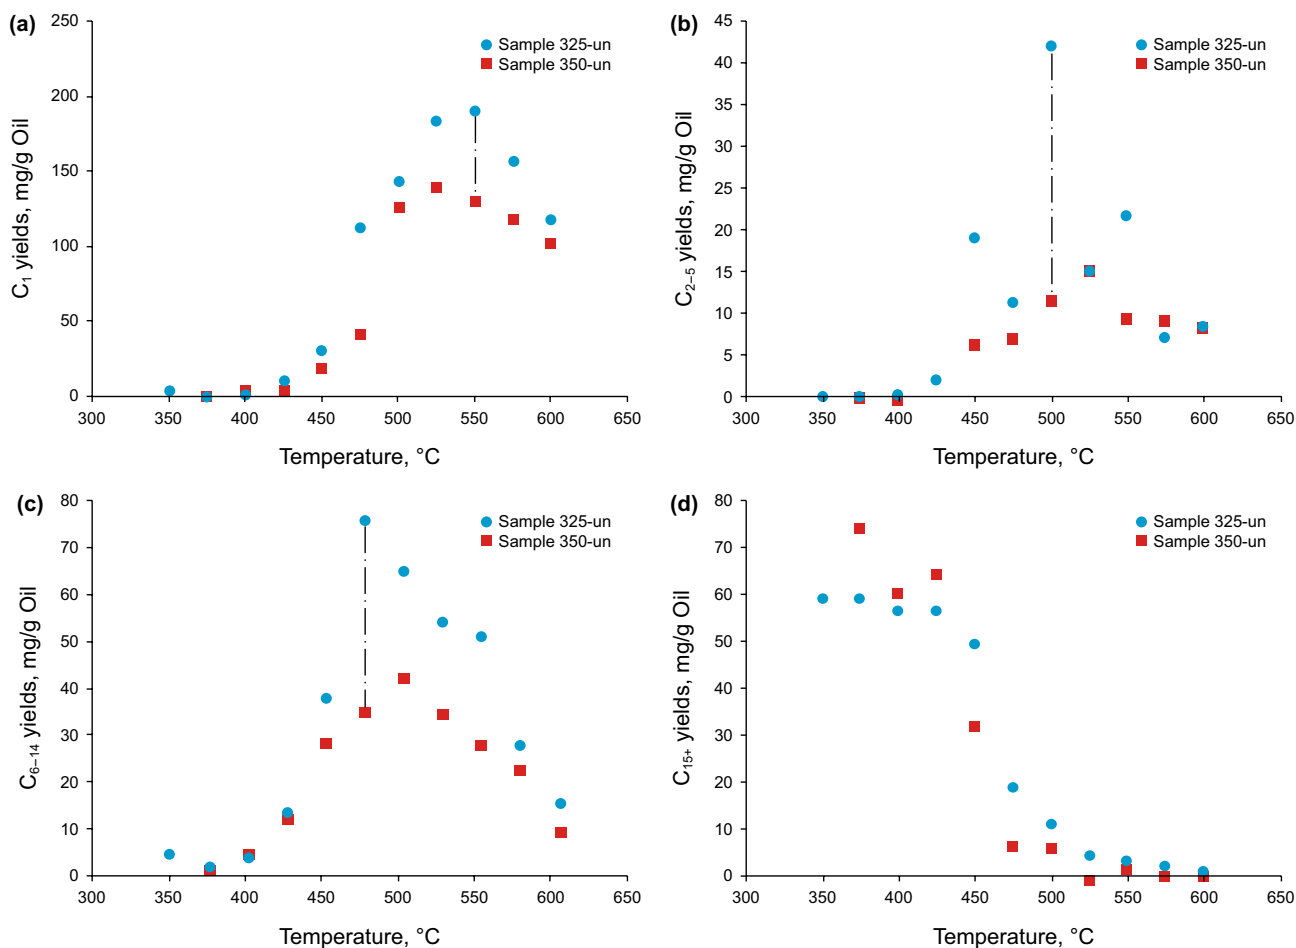 (a)
250
200
150
100
50
0
300 350 400 450 500 550 600 650
C₁ yields, mg/g Oil
Temperature, °C
Sample 325-un
Sample 350-un
(b)
45
40
35
30
25
20
15
10
5
0
300 350 400 450 500 550 600 650
C₂₋₅ yields, mg/g Oil
Temperature, °C
Sample 325-un
Sample 350-un
(c)
80
70
60
50
40
30
20
10
0
300 350 400 450 500 550 600 650
C₆₋₁₄ yields, mg/g Oil
Temperature, °C
Sample 325-un
Sample 350-un
(d)
80
70
60
50
40
30
20
10
0
300 350 400 450 500 550 600 650
C₁₅₊ yields, mg/g Oil
Temperature, °C
Sample 325-un
Sample 350-un